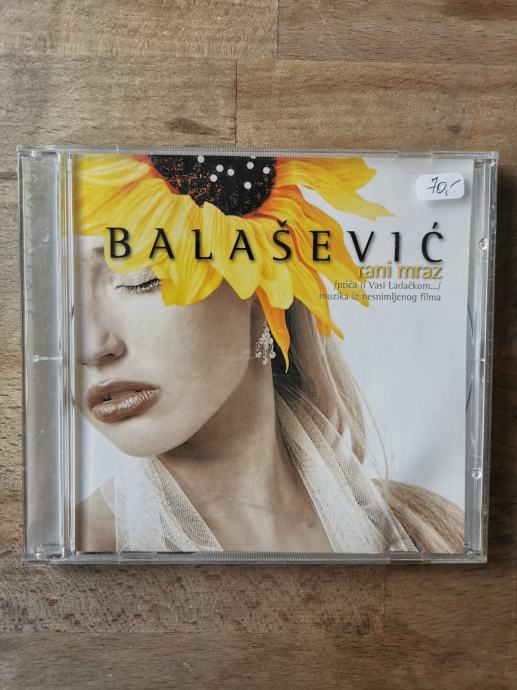 70,-
BALAŠEVIĆ
rani mraz
/priča o Vasi Ladačkom.../
muzika iz nesnimljenog filma